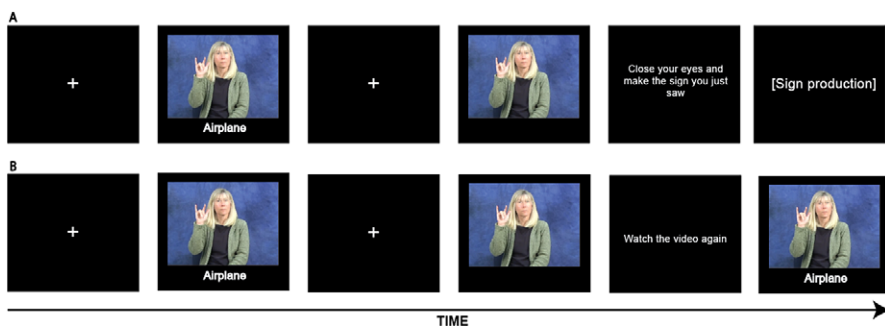 A
Airplane
Close your eyes and
make the sign you just
saw
[Sign production]
B
Airplane
Watch the video again
Airplane
TIME